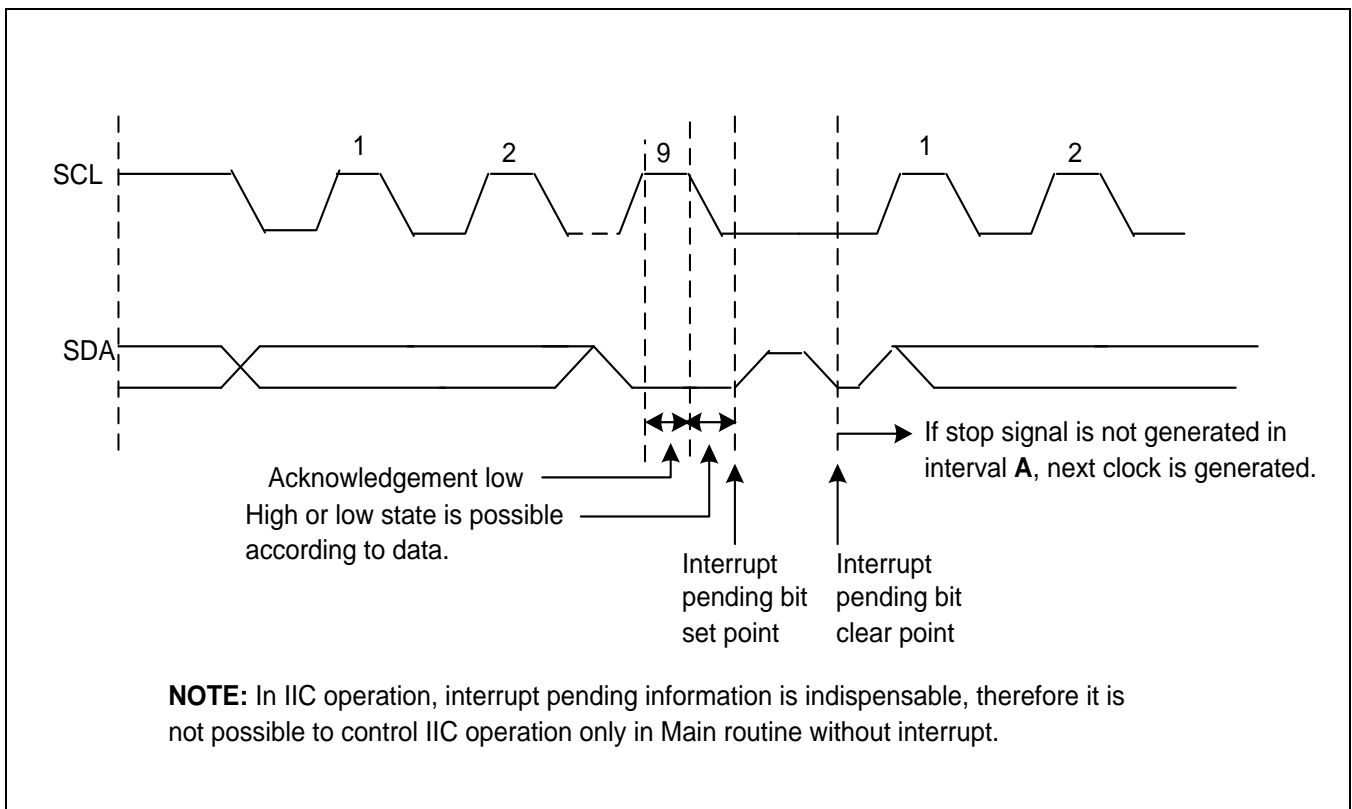 1
2
9
1
2
SCL
SDA
If stop signal is not generated in
interval A, next clock is generated.
Acknowledgement low
High or low state is possible
according to data.
Interrupt
pending bit
set point
Interrupt
pending bit
clear point
NOTE: In IIC operation, interrupt pending information is indispensable, therefore it is
not possible to control IIC operation only in Main routine without interrupt.